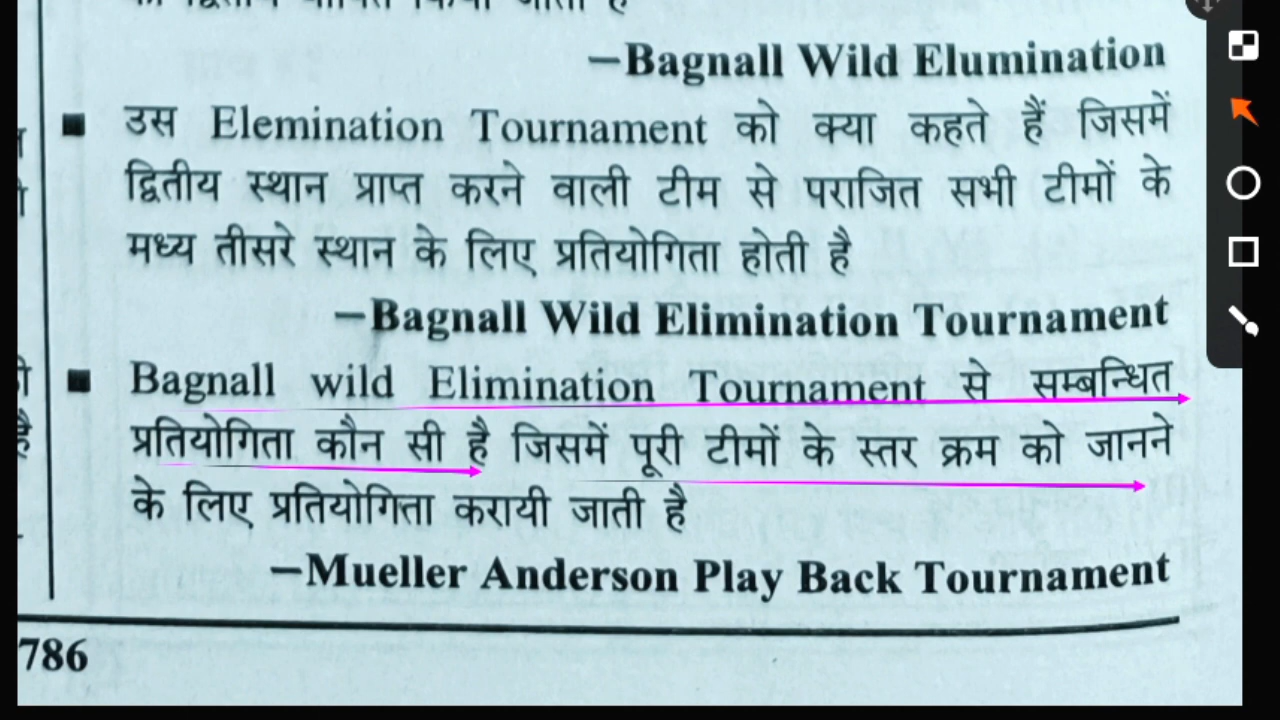 —Bagnall Wild Elumination
■ उस Elemination Tournament को क्या कहते हैं जिसमें
द्वितीय स्थान प्राप्त करने वाली टीम से पराजित सभी टीमों के
मध्य तीसरे स्थान के लिए प्रतियोगिता होती है
—Bagnall Wild Elimination Tournament
■ Bagnall wild Elimination Tournament से सम्बन्धित
प्रतियोगिता कौन सी है जिसमें पूरी टीमों के स्तर क्रम को जानने
के लिए प्रतियोगिता करायी जाती है
—Mueller Anderson Play Back Tournament
786